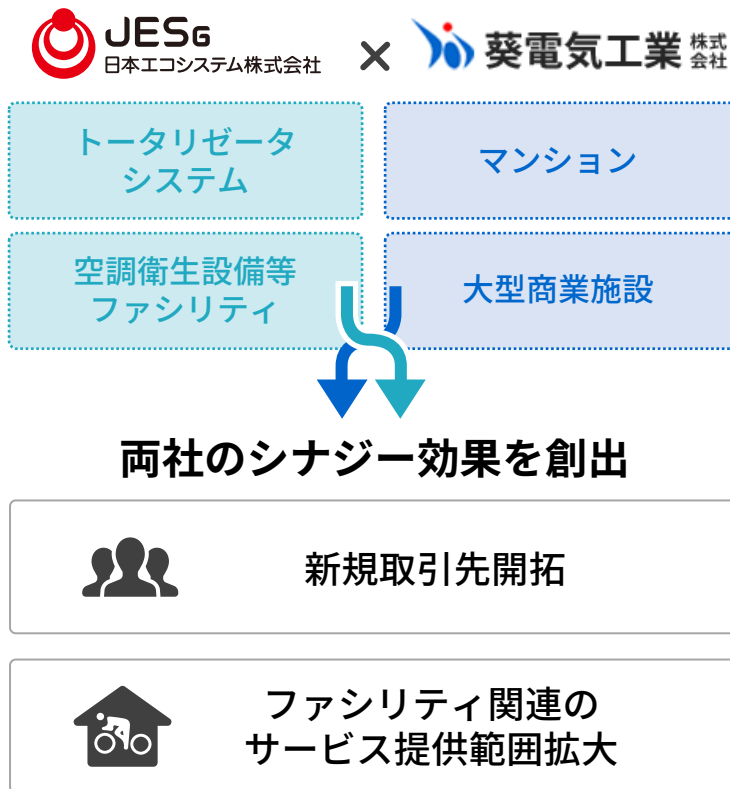 JESG
日本エコシステム株式会社
×
葵電気工業 株式会社
トータリゼータ
システム
マンション
空調衛生設備等
ファシリティ
大型商業施設
両社のシナジー効果を創出
新規取引先開拓
ファシリティ関連の
サービス提供範囲拡大